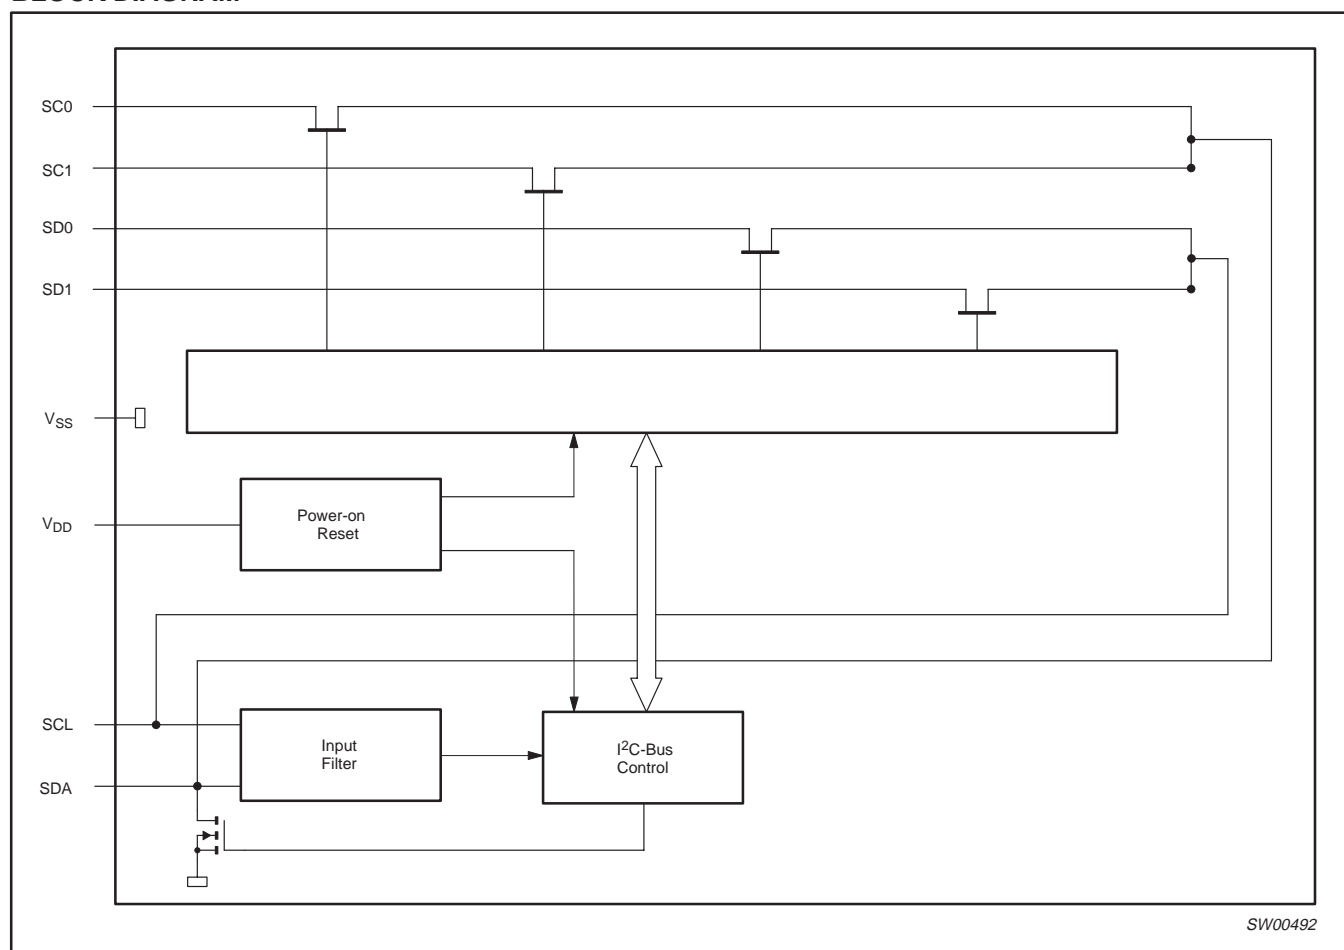 SC0
SC1
SD0
SD1
VSS
VDD
Power-on
Reset
SCL
SDA
Input
Filter
I2C-Bus
Control
SW00492